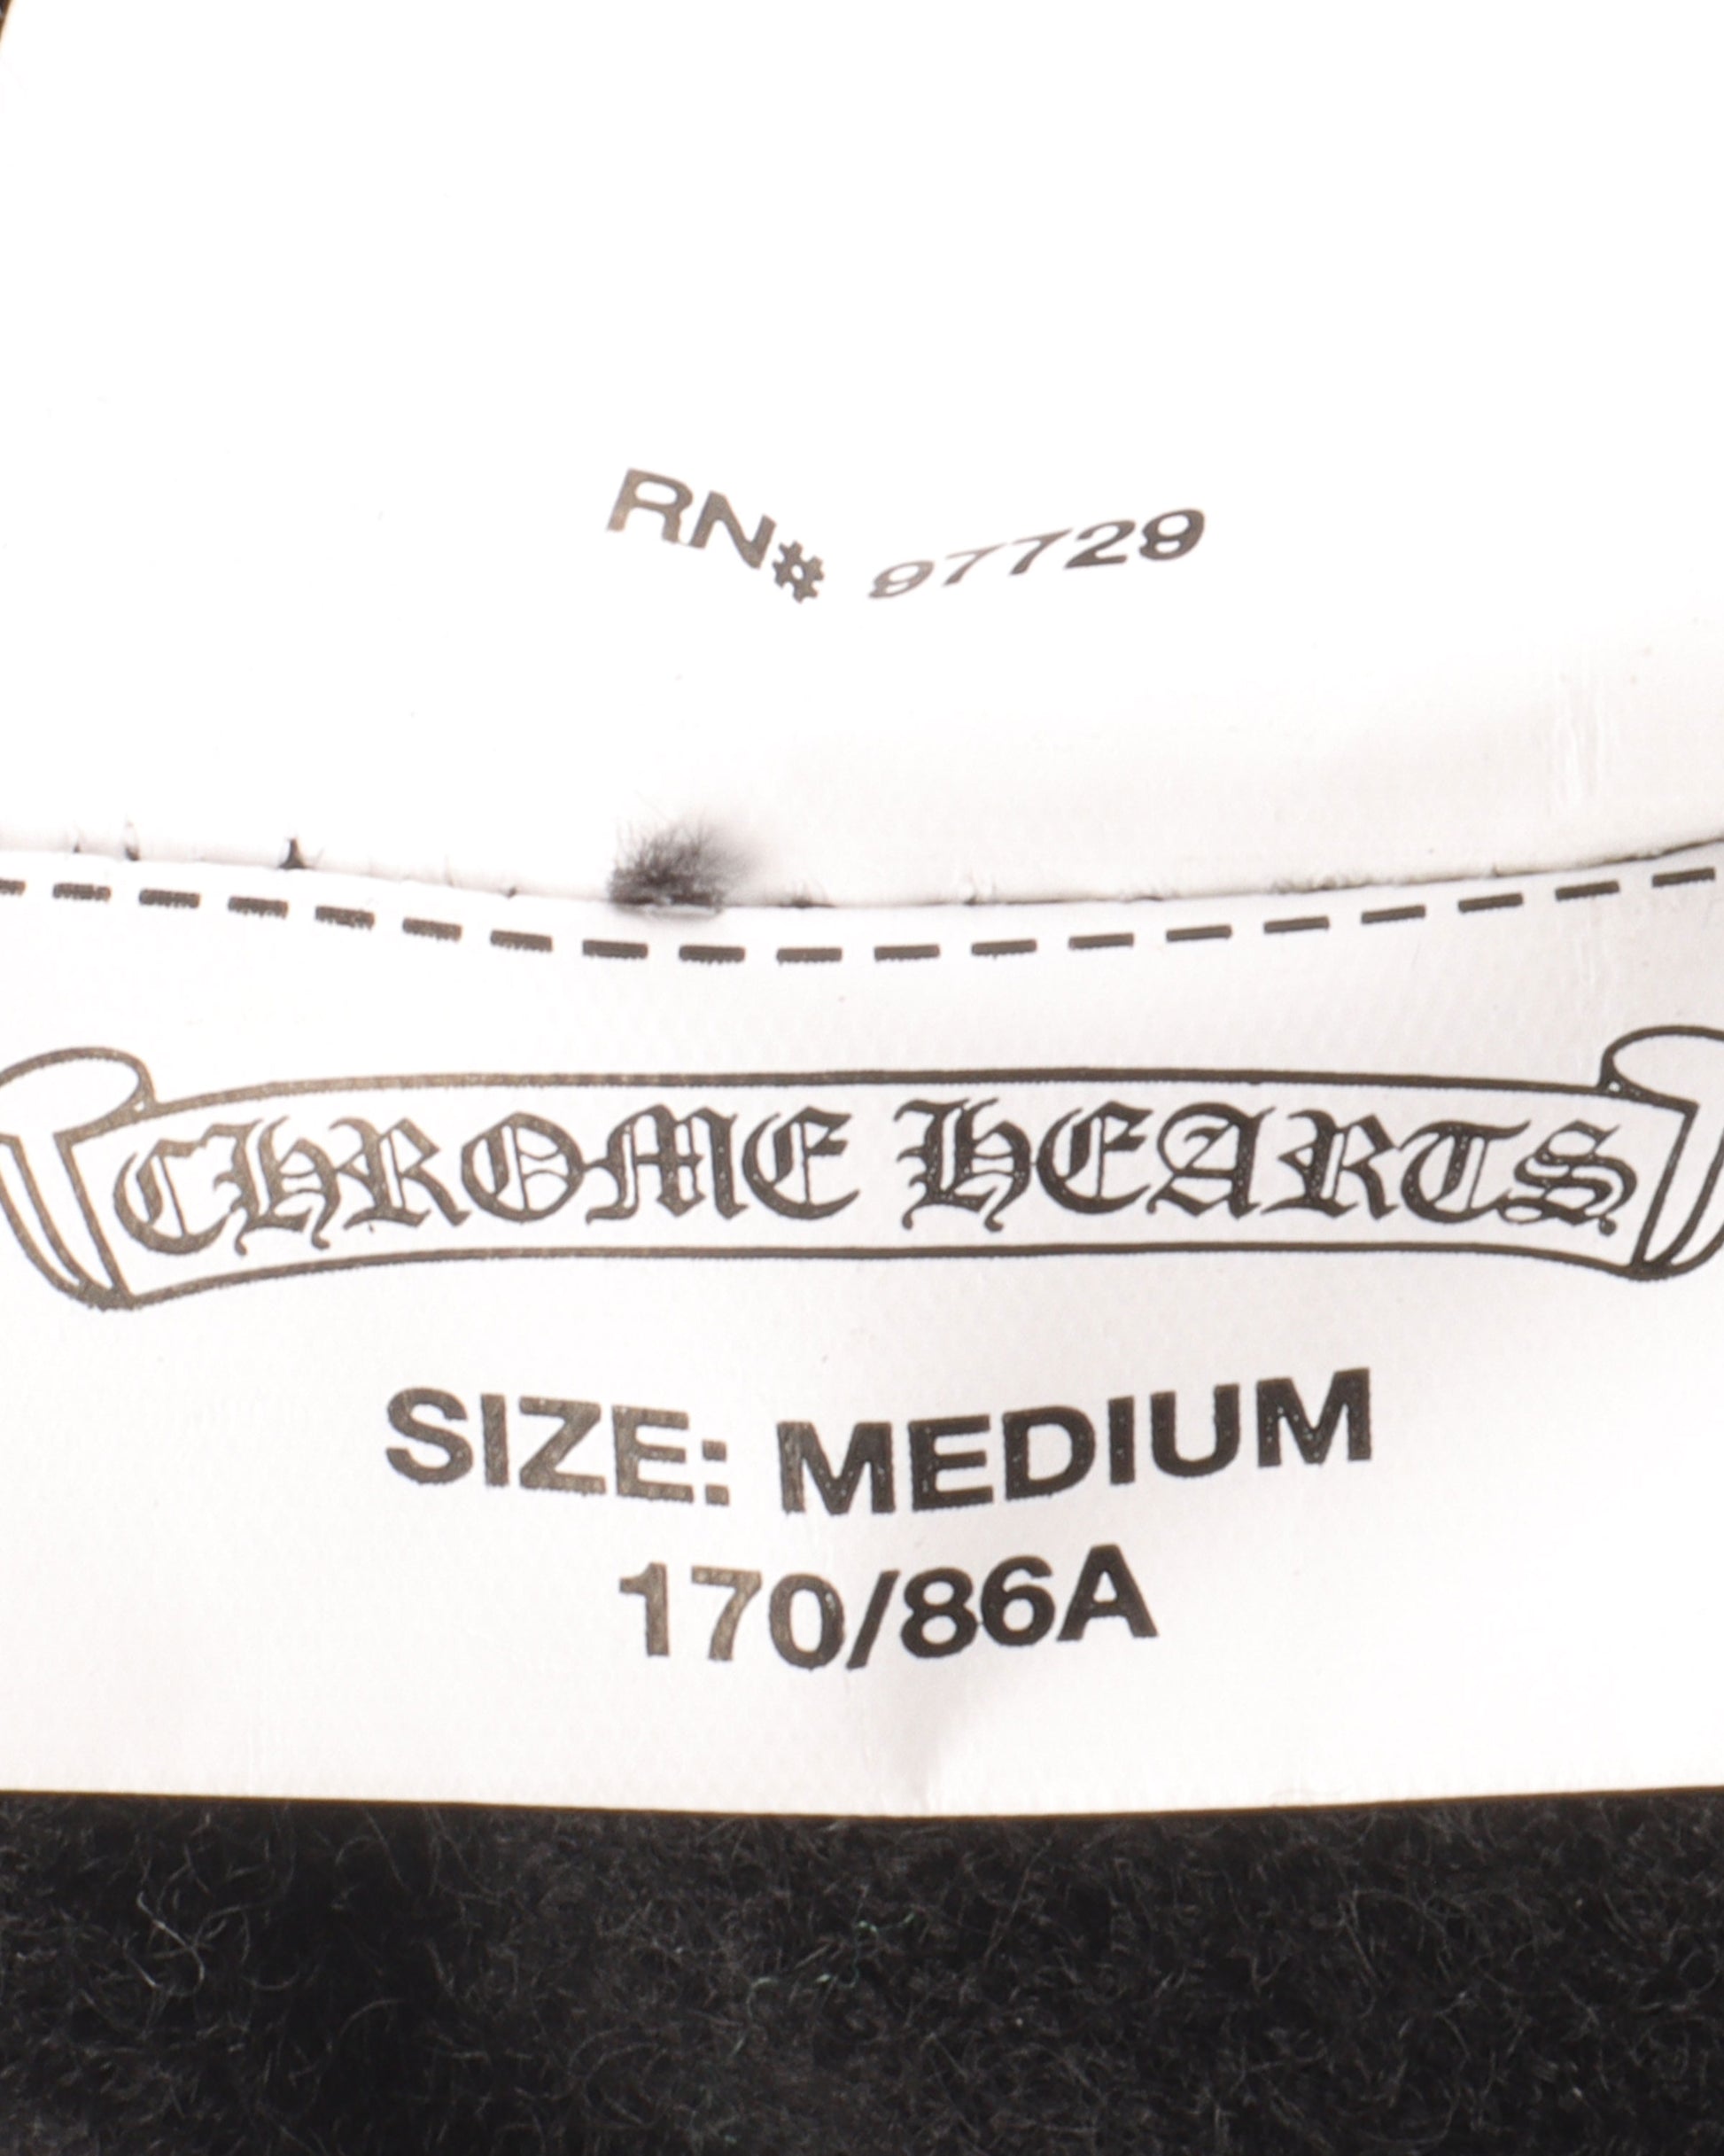 RN# 97729
CHROME HEARTS
SIZE: MEDIUM
170/86A